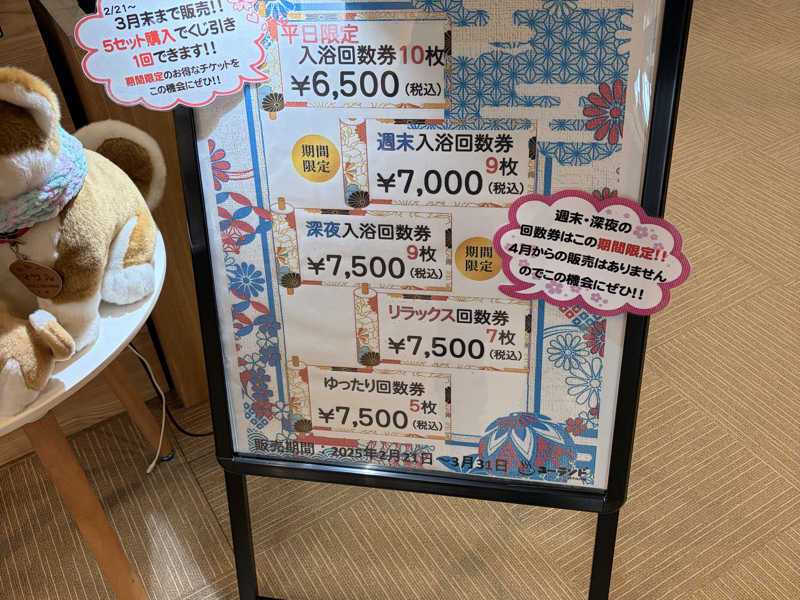 2/21～
3月末まで販売!!
5セット購入でくじ引き
1回できます!!
期間限定のお得なチケットを
この機会にぜひ!!
平日限定
入浴回数券10枚
¥6,500(税込)
期間
限定
週末入浴回数券
9枚
¥7,000(税込)
深夜入浴回数券
9枚
¥7,500(税込)
期間
限定
週末・深夜の
回数券はこの期間限定!!
4月からの販売はありません
のでこの機会にぜひ!!
リラックス回数券
7枚
¥7,500(税込)
ゆったり回数券
5枚
¥7,500(税込)
販売期間：2025年2月21日～3月31日
ユーランド